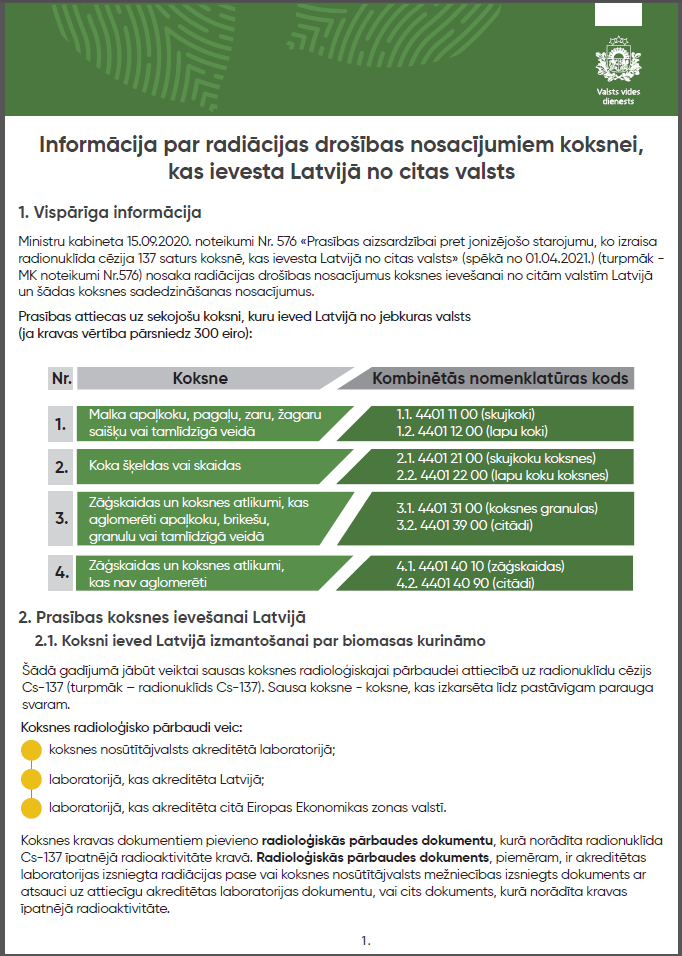 Valsts vides
dienests
Informācija par radiācijas drošības nosacījumiem koksnei,
kas ievesta Latvijā no citas valsts
1. Vispārīga informācija
Ministru kabineta 15.09.2020. noteikumi Nr. 576 «Prasības aizsardzībai pret jonizējošo starojumu, ko izraisa
radionuklīda cēzija 137 saturs koksnē, kas ievesta Latvijā no citas valsts» (spēkā no 01.04.2021.) (turpmāk -
MK noteikumi Nr.576) nosaka radiācijas drošības nosacījumus koksnes ievešanai no citām valstīm Latvijā
un šādas koksnes sadedzināšanas nosacījumus.
Prasības attiecas uz sekojošu koksni, kuru ieved Latvijā no jebkuras valsts
(ja kravas vērtība pārsniedz 300 eiro):
Nr. Koksne Kombinētās nomenklatūras kods
1. Malka apaļkoku, pagaļu, zaru, žagaru
saišķu vai tamlīdzīgā veidā
1.1. 4401 11 00 (skujkoki)
1.2. 4401 12 00 (lapu koki)
2. Koka šķeldas vai skaidas
2.1. 4401 21 00 (skujkoku koksnes)
2.2. 4401 22 00 (lapu koku koksnes)
3. Zāģskaidas un koksnes atlikumi, kas
aglomerēti apaļkoku, brikešu,
granulu vai tamlīdzīgā veidā
3.1. 4401 31 00 (koksnes granulas)
3.2. 4401 39 00 (citādi)
4. Zāģskaidas un koksnes atlikumi,
kas nav aglomerēti
4.1. 4401 40 10 (zāģskaidas)
4.2. 4401 40 90 (citādi)
2. Prasības koksnes ievešanai Latvijā
2.1. Koksni ieved Latvijā izmantošanai par biomasas kurināmo
Šādā gadījumā jābūt veiktai sausas koksnes radioloģiskajai pārbaudei attiecībā uz radionuklīdu cēzijs
Cs-137 (turpmāk – radionuklīds Cs-137). Sausa koksne - koksne, kas izkarsēta līdz pastāvīgam parauga
svaram.
Koksnes radioloģisko pārbaudi veic:
koksnes nosūtītājvalsts akreditētā laboratorijā;
laboratorijā, kas akreditēta Latvijā;
laboratorijā, kas akreditēta citā Eiropas Ekonomikas zonas valstī.
Koksnes kravas dokumentiem pievieno radioloģiskās pārbaudes dokumentu, kurā norādīta radionuklīda
Cs-137 īpatnējā radioaktivitāte kravā. Radioloģiskās pārbaudes dokuments, piemēram, ir akreditētas
laboratorijas izsniegta radiācijas pase vai koksnes nosūtītājvalsts mežniecības izsniegts dokuments ar
atsauci uz attiecīgu akreditētas laboratorijas dokumentu, vai cits dokuments, kurā norādīta kravas
īpatnējā radioaktivitāte.
1.